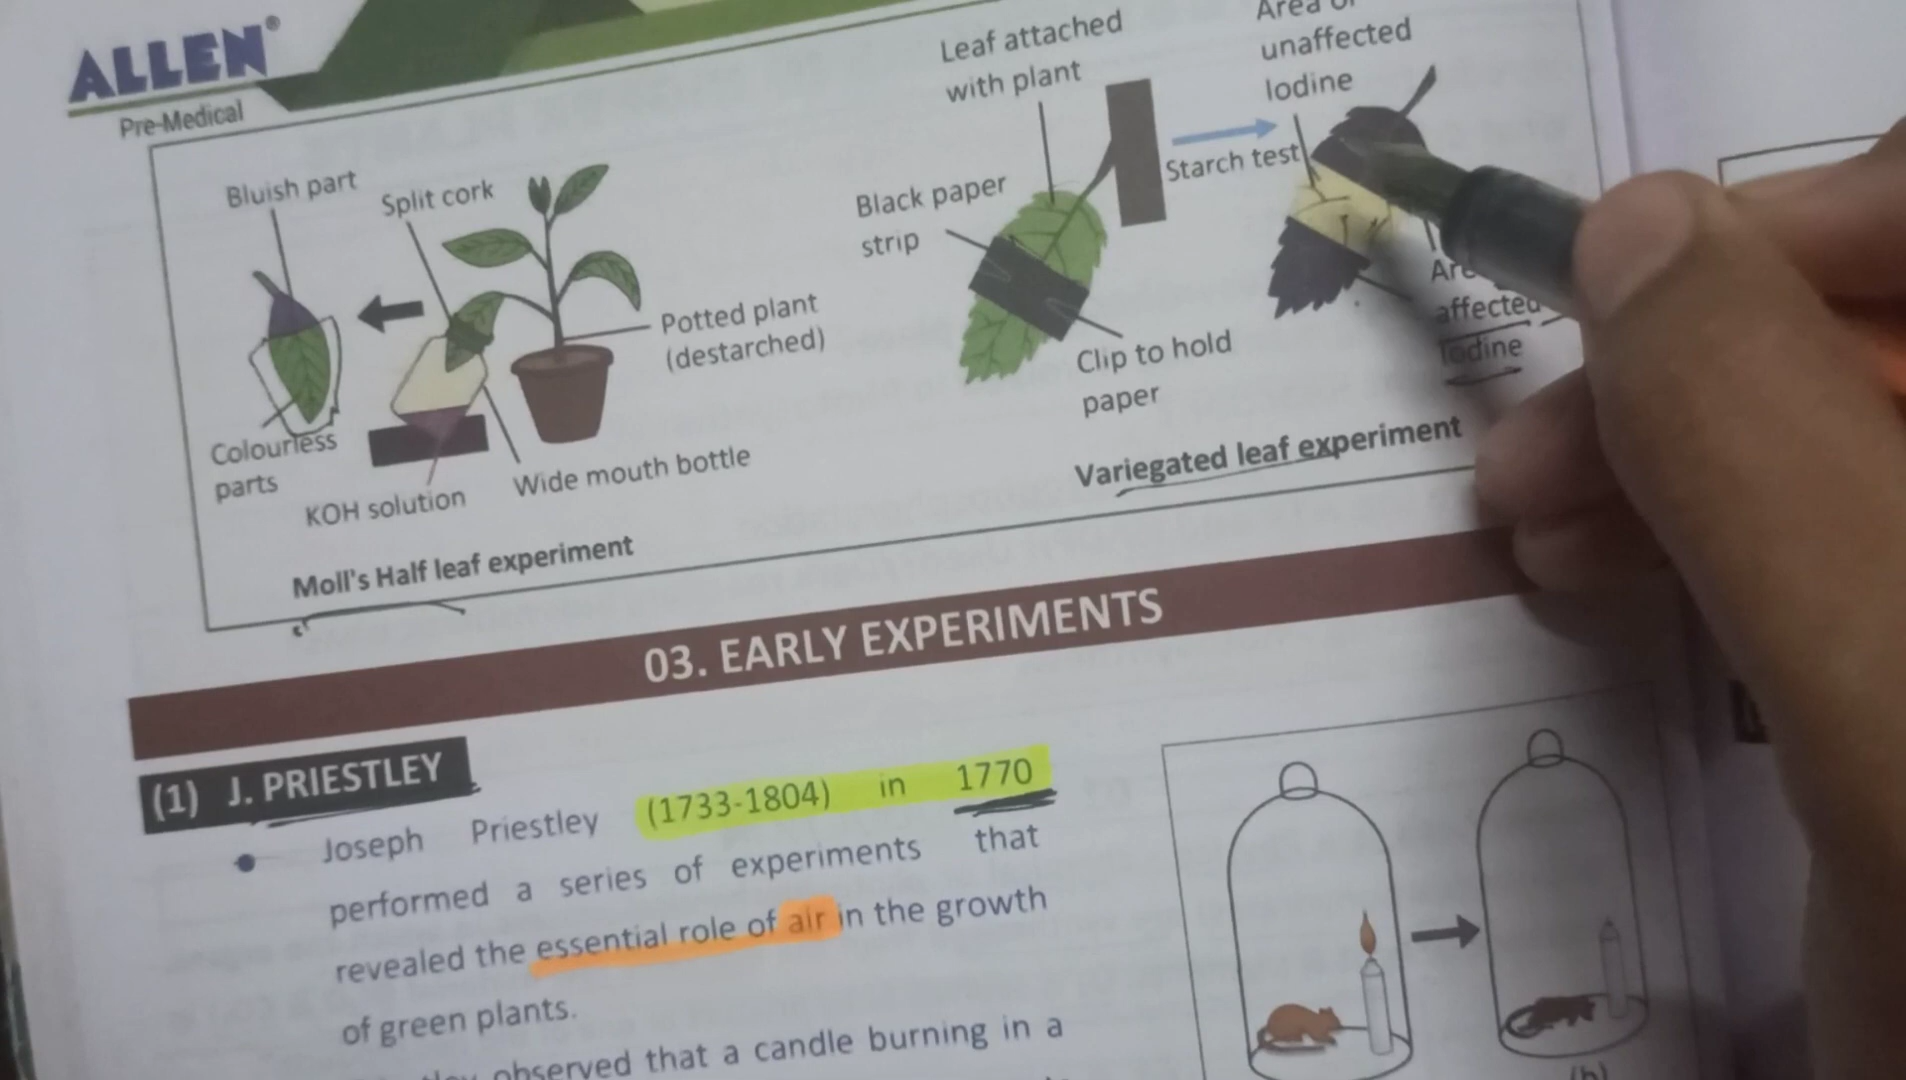 ALLEN®
Pre-Medical
Bluish part
Split cork
Potted plant
(destarched)
Colourless
parts
KOH solution
Wide mouth bottle
Moll's Half leaf experiment
Leaf attached
with plant
Black paper
strip
Clip to hold
paper
Starch test
Area
unaffected
Iodine
affected
Iodine
Variegated leaf experiment
03. EARLY EXPERIMENTS
(1) J. PRIESTLEY
• Joseph Priestley (1733-1804) in 1770
performed a series of experiments that
revealed the essential role of air in the growth
of green plants.
observed that a candle burning in a
(b)